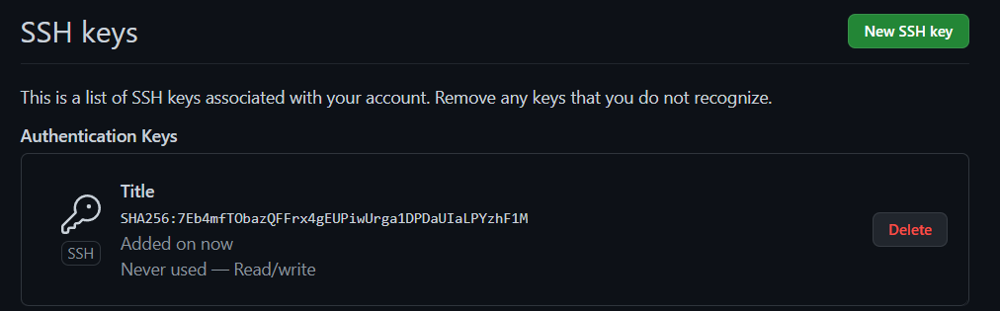 SSH keys
New SSH key
This is a list of SSH keys associated with your account. Remove any keys that you do not recognize.
Authentication Keys
Title
SHA256:7Eb4mfTObazQFFrx4gEUPiwUrga1DPDaUIaLPYzhF1M
Added on now
Never used — Read/write
SSH
Delete